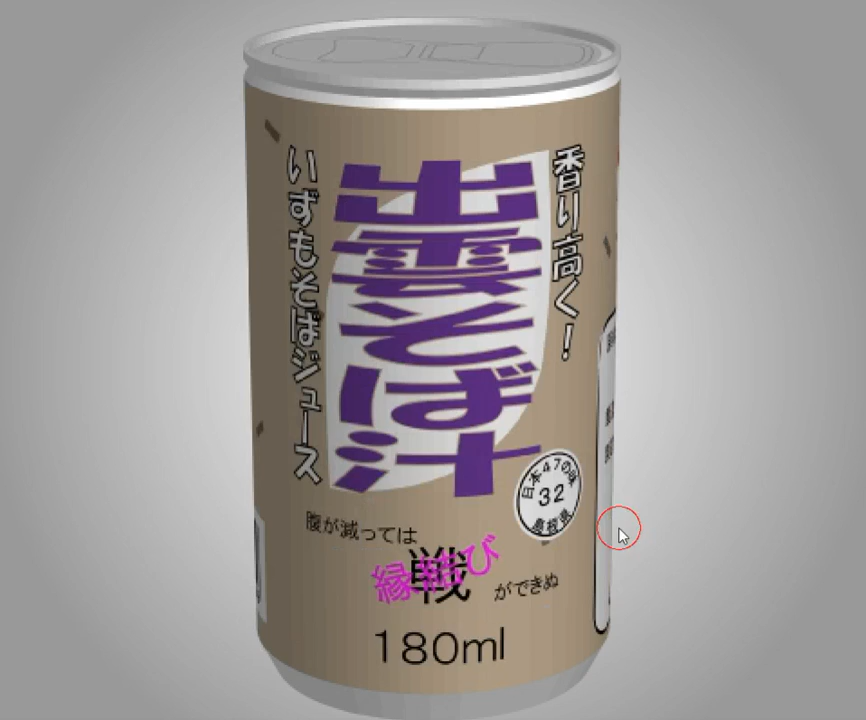 香り高く!
出雲そば汁
いずもそばジュース
日本47の味
32
島根県
腹が減っては
戦
縁結び
ができぬ
180ml